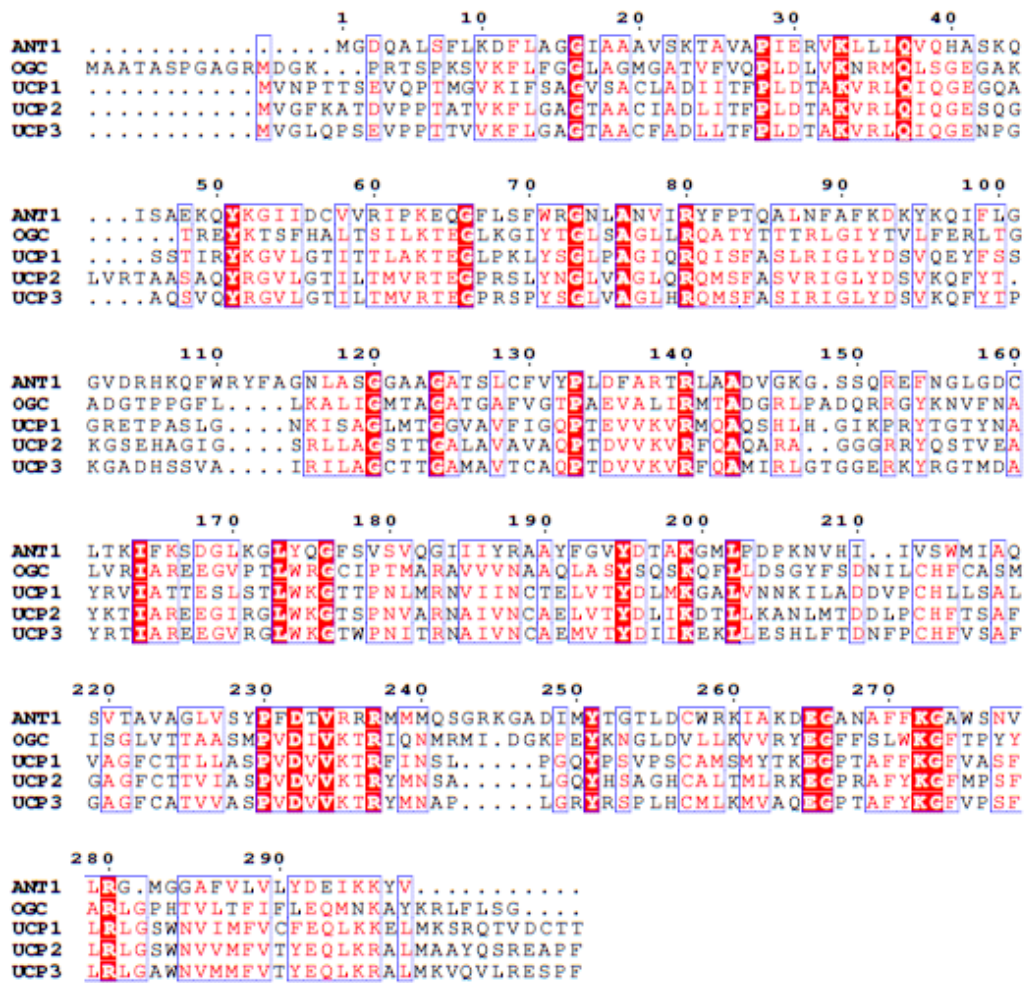 1 10 20 30 40
ANT1 ................MGDQALSFLKDFLAGGIAAAVSKTAVAPIERVKLLLQVQHASKQ
OGC MAATASPGAGRMDGK...PRTSPKSVKFLFGGLAGMGATVFVQPLDLVKNRMQLSGEGAK
UCP1 ...........MVNPTTSEVQPTMGVKIFSAGVSACLADIITFPLDTAKVRLQIQGEGQA
UCP2 ...........MVGFKATDVPPTATVKFLGAGTAACIADLITFPLDTAKVRLQIQGESQG
UCP3 ...........MVGLQPSEVPPTTVVKFLGAGTAACFADLLTFPLDTAKVRLQIQGENPG
50 60 70 80 90 100
ANT1 ...ISAEKQYKGIIDCVVRIPKEQGFLSFWRGNLANVIRYFPTQALNFAFKDKYKQIFLG
OGC ......TREYKTSFHALTSILKTEGLKGIYTGLSAGLLRQATYTTTRLGIYTVLFERLTG
UCP1 ....SSTIRYKGVLGTITTLAKTEGLPKLYSGLPAGIQRQISFASLRIGLYDSVQEYFSS
UCP2 LVRTAASAQYRGVLGTILTMVRTEGPRSLYNGLVAGLQRQMSFASVRIGLYDSVKQFYT.
UCP3 ....AQSVQYRGVLGTILTMVRTEGPRSPYSGLVAGLHRQMSFASIRIGLYDSVKQFYTP
110 120 130 140 150 160
ANT1 GVDRHKQFWRYFAGNLASGGAAGATSLCFVYPLDFARTRLAADVGKG.SSQREFNGLGDC
OGC ADGTPPGFL....LKALIGMTAGATGAFVGTPAEVALIRMTADGRLPADQRRGYKNVFNA
UCP1 GRETPASLG....NKISAGLMTGGVAVFIGQPTEVVKVRMQAQSHLH.GIKPRYTGTYNA
UCP2 KGSEHAGIG....SRLLAGSTTGALAVAVAQPTDVVKVRFQAQARA..GGGRRYQSTVEA
UCP3 KGADHSSVA....IRILAGCTTGAMAVTCAQPTDVVKVRFQAMIRLGTGGERKYRGTMDA
170 180 190 200 210
ANT1 LTKIFKSDGLKGLYQGFSVSVQGIIIYRAAYFGVYDTAKGMLPDPKNVHI..IVSWMIAQ
OGC LVRIAREEGVPTLWRGCIPTMARAVVVNAAQLASYSQSKQFLLDSGYFSDNILCHFCASM
UCP1 YRVIATTESLSTLWKGTTPNLMRNVIINCTELVTYDLMKGALVNNKILADDVPCHLLSAL
UCP2 YKTIAREEGIRGLWKGTSPNVARNAIVNCAELVTYDLIKDTLLKANLMTDDLPCHFTSAF
UCP3 YRTIAREEGVRGLWKGTWPNITRNAIVNCAEMVTYDIIKEKLLESHLFTDNFPCHFVSAF
220 230 240 250 260 270
ANT1 SVTAVAGLVSYPFDTVRRRMMMQSGRKGADIMYTGTLDCWRKIAKDEGANAFFKGAWSNV
OGC ISGLVTTAASMPVDIVKTRIQNMRMI.DGKPEYKNGLDVLLKVVRYEGFFSLWKGFTPYY
UCP1 VAGFCTTLLASPVDVVKTRFINSL.....PGQYPSVPSCAMSMYTKEGPTAFFKGFVASF
UCP2 GAGFCTTVIASPVDVVKTRYMNSA.....LGQYHSAGHCALTMLRKEGPRAFYKGFMPSF
UCP3 GAGFCATVVASPVDVVKTRYMNAP.....LGRYRSPLHCMLKMVAQEGPTAFYKGFVPSF
280 290
ANT1 LRG.MGGAFVLVLYDEIKKYV...........
OGC ARLGPHTVLTFIFLEQMNKAYKRLFLSG....
UCP1 LRLGSWNVIMFVCFEQLKKELMKSRQTVDCTT
UCP2 LRLGSWNVVMFVTYEQLKRALMAAYQSREAPF
UCP3 LRLGAWNVMMFVTYEQLKRALMKVQVLRESPF